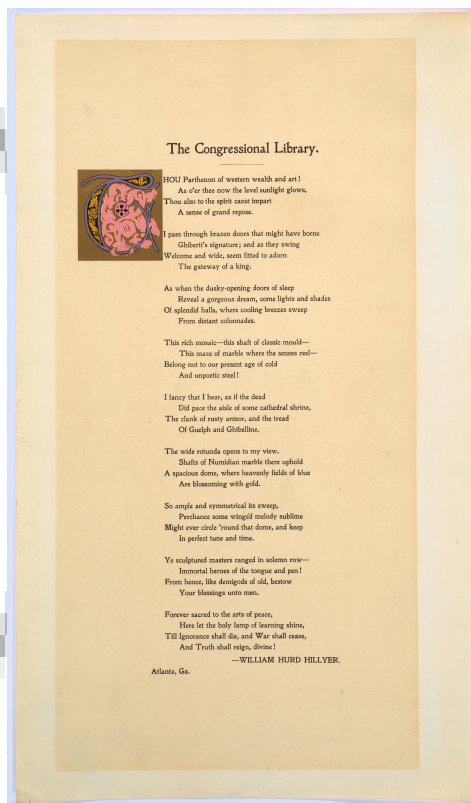 The Congressional Library.
THOU Parthenon of western wealth and art!
As o'er thee now the level sunlight glows,
Thou also to the spirit canst impart
A sense of grand repose.
I pass through brazen doors that might have borne
Ghiberti's signature; and as they swing
Welcome and wide, seem fitted to adorn
The gateway of a king.
As when the dusky-opening doors of sleep
Reveal a gorgeous dream, come lights and shades
Of splendid halls, where cooling breezes sweep
From distant colonnades.
This rich mosaic—this shaft of classic mould—
This maze of marble where the senses reel—
Belong not to our present age of cold
And unpoetic steel!
I fancy that I hear, as if the dead
Did pace the aisle of some cathedral shrine,
The clank of rusty armor, and the tread
Of Guelph and Ghibelline.
The wide rotunda opens to my view.
Shafts of Numidian marble there uphold
A spacious dome, where heavenly fields of blue
Are blossoming with gold.
So ample and symmetrical its sweep,
Perchance some wingéd melody sublime
Might ever circle 'round that dome, and keep
In perfect tune and time.
Ye sculptured masters ranged in solemn row—
Immortal heroes of the tongue and pen!
From hence, like demigods of old, bestow
Your blessings unto men.
Forever sacred to the arts of peace,
Here let the holy lamp of learning shine,
Till Ignorance shall die, and War shall cease,
And Truth shall reign, divine!
—WILLIAM HURD HILLYER.
Atlanta, Ga.